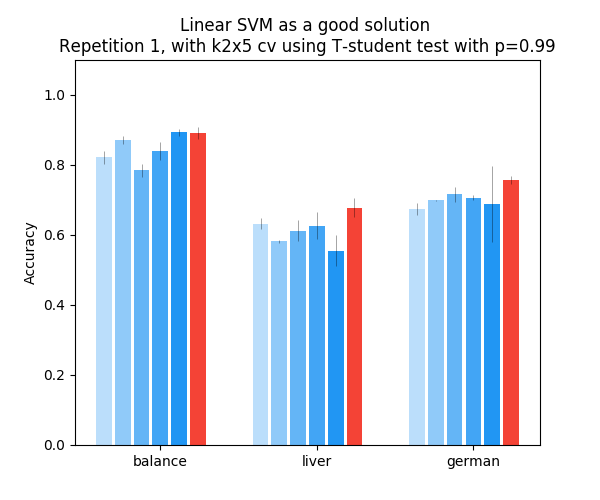 Linear SVM as a good solution
Repetition 1, with k2x5 cv using T-student test with p=0.99
Accuracy
1.0
0.8
0.6
0.4
0.2
0.0
balance
liver
german